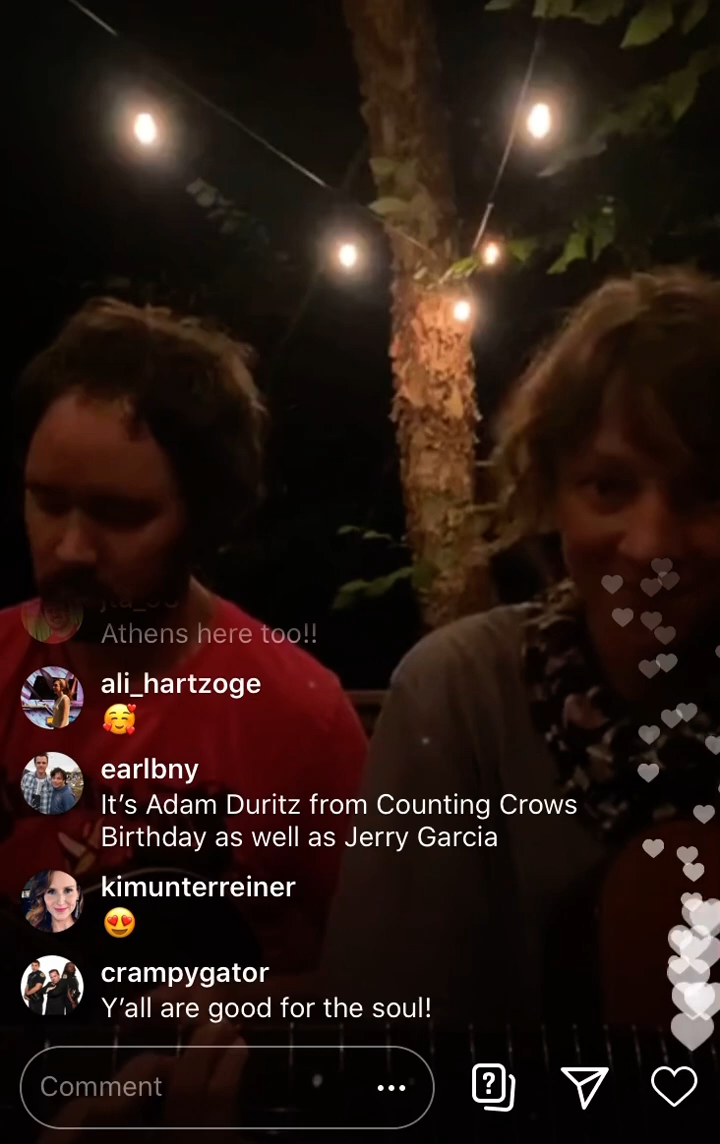 Athens here too!!
ali_hartzoge
🥰
earlbny
It's Adam Duritz from Counting Crows
Birthday as well as Jerry Garcia
kimunterreiner
😍
crampygator
Y'all are good for the soul!
Comment